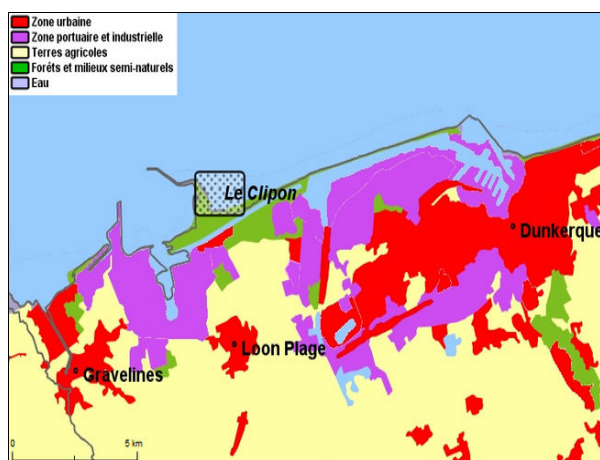 Zone urbaine
Zone portuaire et industrielle
Terres agricoles
Forêts et milieux semi-naturels
Eau
Le Clipon
Dunkerque
Loon Plage
Gravelines
0 5 km